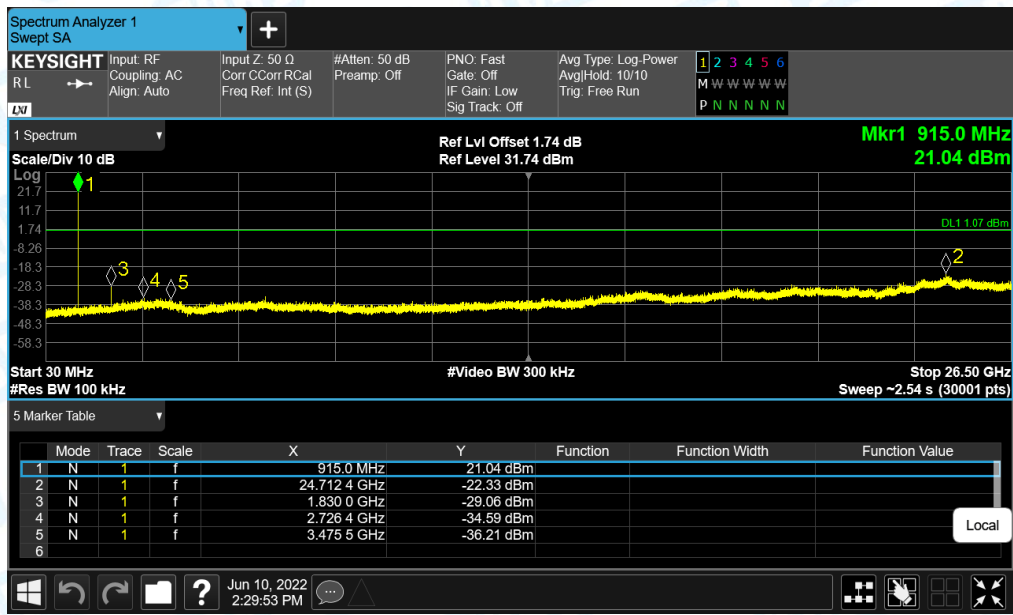 Spectrum Analyzer 1
Swept SA
+
KEYSIGHT
R L
LXI
Input: RF
Coupling: AC
Align: Auto
Input Z: 50 Ω
Corr CCorr RCal
Freq Ref: Int (S)
#Atten: 50 dB
Preamp: Off
PNO: Fast
Gate: Off
IF Gain: Low
Sig Track: Off
Avg Type: Log-Power
Avg|Hold: 10/10
Trig: Free Run
1 2 3 4 5 6
M W W W W W
P N N N N N
1 Spectrum
Scale/Div 10 dB
Ref Lvl Offset 1.74 dB
Ref Level 31.74 dBm
Mkr1 915.0 MHz
21.04 dBm
Log
1
21.7
11.7
1.74
DL1 1.07 dBm
-8.26
2
-18.3
3
-28.3
4
5
-38.3
-48.3
-58.3
Start 30 MHz
#Video BW 300 kHz
Stop 26.50 GHz
#Res BW 100 kHz
Sweep ~2.54 s (30001 pts)
5 Marker Table
Mode Trace Scale X Y Function Function Width Function Value
1 N 1 f 915.0 MHz 21.04 dBm
2 N 1 f 24.712 4 GHz -22.33 dBm
3 N 1 f 1.830 0 GHz -29.06 dBm
4 N 1 f 2.726 4 GHz -34.59 dBm
5 N 1 f 3.475 5 GHz -36.21 dBm
6
Local
?
Jun 10, 2022
2:29:53 PM